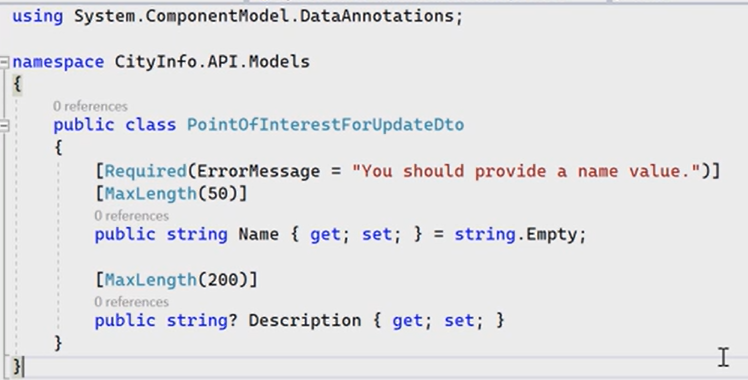 using System.ComponentModel.DataAnnotations;
namespace CityInfo.API.Models
{
0 references
public class PointOfInterestForUpdateDto
{
[Required(ErrorMessage = "You should provide a name value.")]
[MaxLength(50)]
0 references
public string Name { get; set; } = string.Empty;
[MaxLength(200)]
0 references
public string? Description { get; set; }
}
}